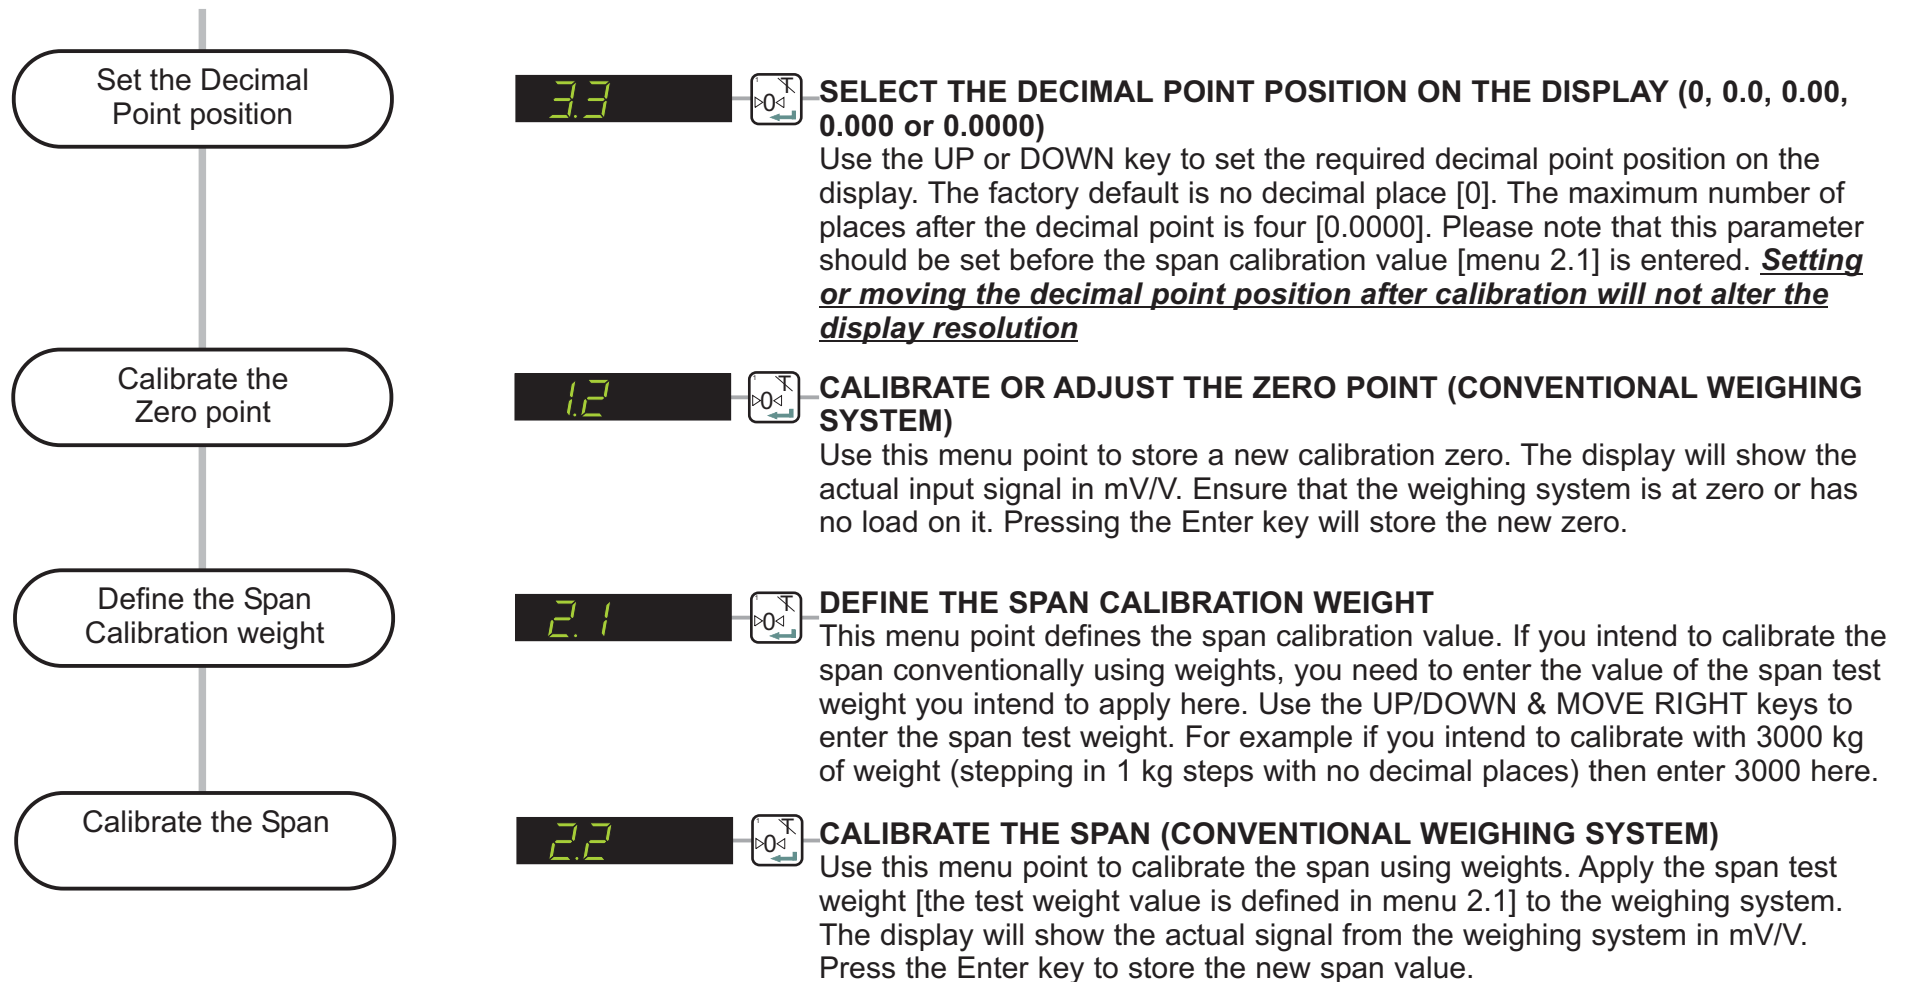 Set the Decimal
Point position
3.3
▹0◃
T
SELECT THE DECIMAL POINT POSITION ON THE DISPLAY (0, 0.0, 0.00,
0.000 or 0.0000)
Use the UP or DOWN key to set the required decimal point position on the
display. The factory default is no decimal place [0]. The maximum number of
places after the decimal point is four [0.0000]. Please note that this parameter
should be set before the span calibration value [menu 2.1] is entered. Setting
or moving the decimal point position after calibration will not alter the
display resolution
Calibrate the
Zero point
1.2
▹0◃
T
CALIBRATE OR ADJUST THE ZERO POINT (CONVENTIONAL WEIGHING
SYSTEM)
Use this menu point to store a new calibration zero. The display will show the
actual input signal in mV/V. Ensure that the weighing system is at zero or has
no load on it. Pressing the Enter key will store the new zero.
Define the Span
Calibration weight
2.1
▹0◃
T
DEFINE THE SPAN CALIBRATION WEIGHT
This menu point defines the span calibration value. If you intend to calibrate the
span conventionally using weights, you need to enter the value of the span test
weight you intend to apply here. Use the UP/DOWN & MOVE RIGHT keys to
enter the span test weight. For example if you intend to calibrate with 3000 kg
of weight (stepping in 1 kg steps with no decimal places) then enter 3000 here.
Calibrate the Span
2.2
▹0◃
T
CALIBRATE THE SPAN (CONVENTIONAL WEIGHING SYSTEM)
Use this menu point to calibrate the span using weights. Apply the span test
weight [the test weight value is defined in menu 2.1] to the weighing system.
The display will show the actual signal from the weighing system in mV/V.
Press the Enter key to store the new span value.